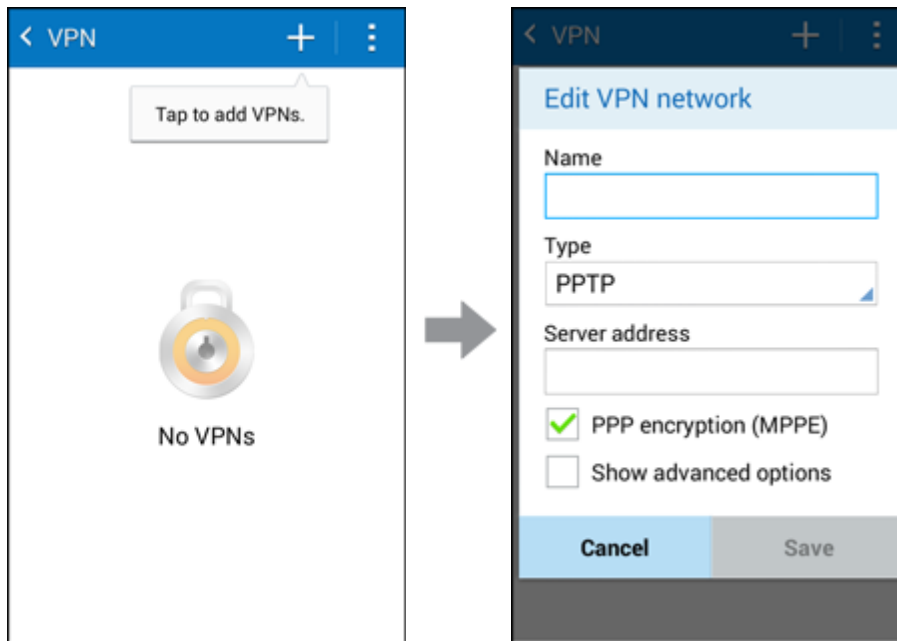 VPN
Tap to add VPNs.
No VPNs
VPN
Edit VPN network
Name
Type
PPTP
Server address
PPP encryption (MPPE)
Show advanced options
Cancel
Save